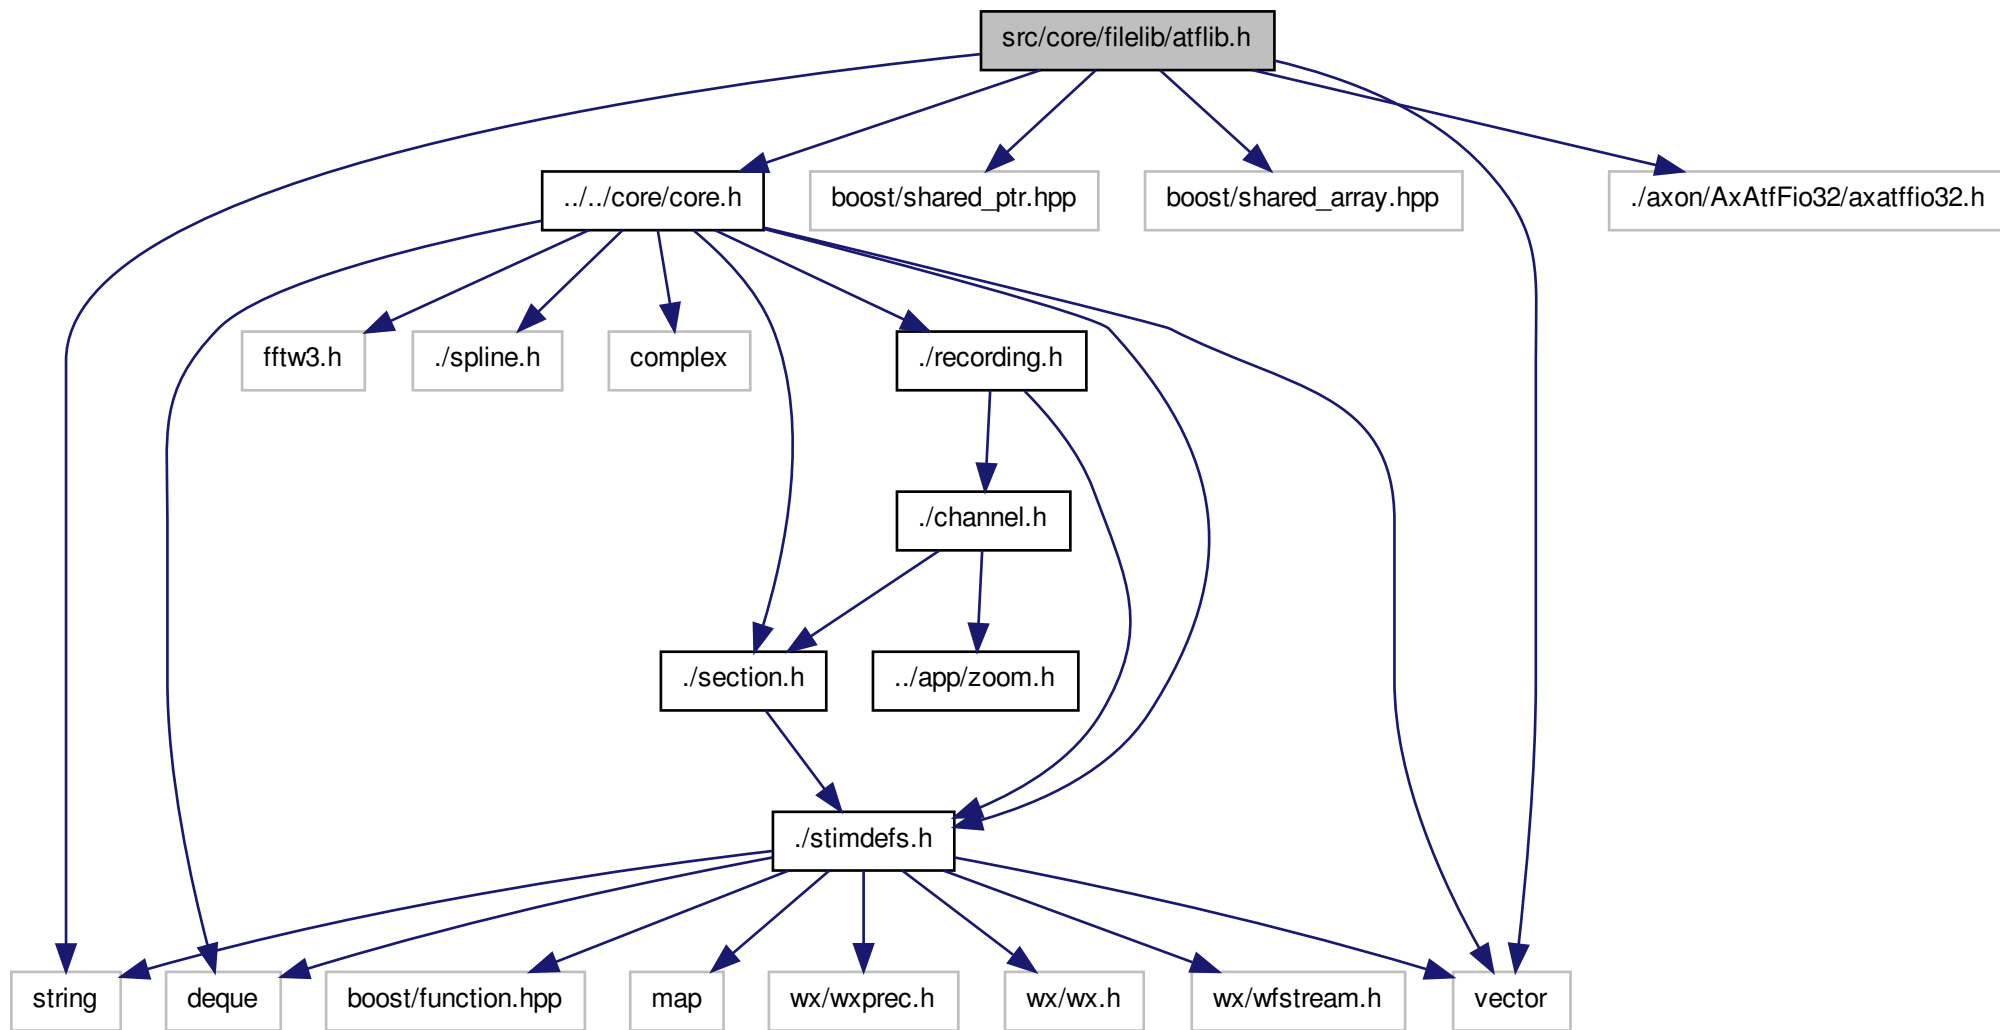 src/core/filelib/atflib.h
../../core/core.h
boost/shared_ptr.hpp
boost/shared_array.hpp
./axon/AxAtfFio32/axatffio32.h
fftw3.h
./spline.h
complex
./recording.h
./channel.h
./section.h
../app/zoom.h
./stimdefs.h
string
deque
boost/function.hpp
map
wx/wxprec.h
wx/wx.h
wx/wfstream.h
vector